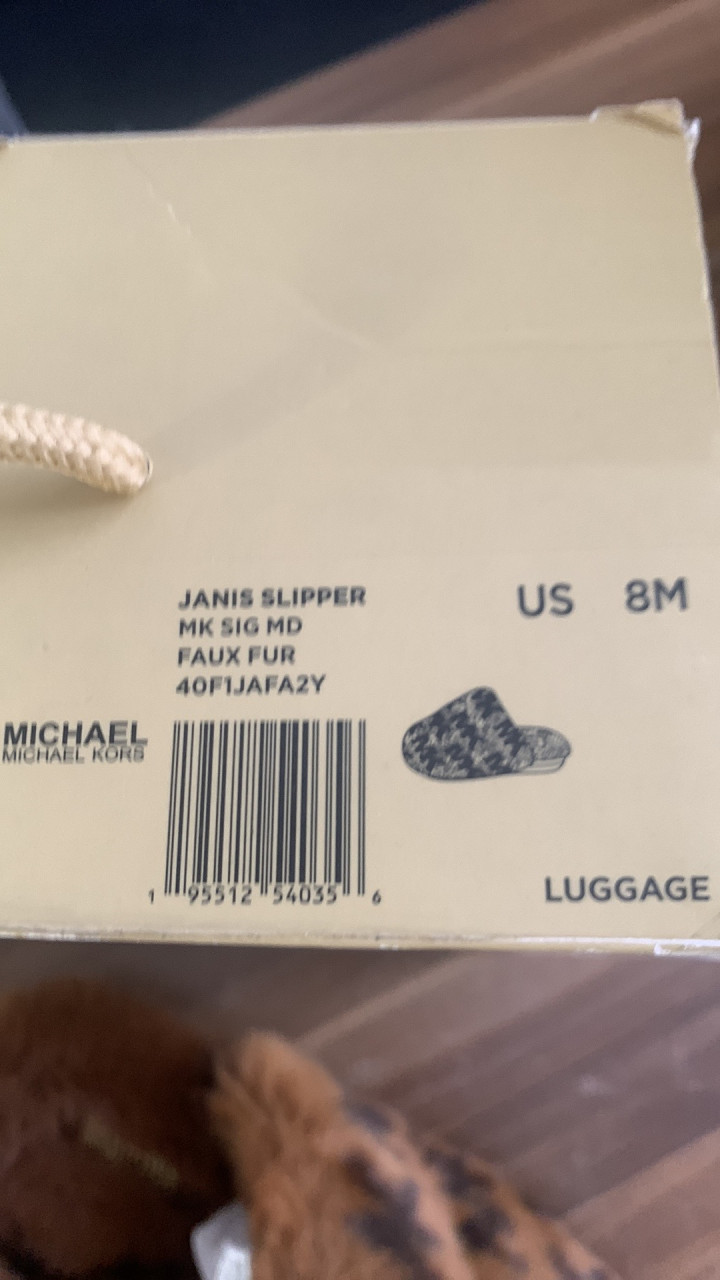 JANIS SLIPPER
MK SIG MD
FAUX FUR
40F1JAFA2Y
US 8M
MICHAEL
MICHAEL KORS
1 95512 54035 6
LUGGAGE